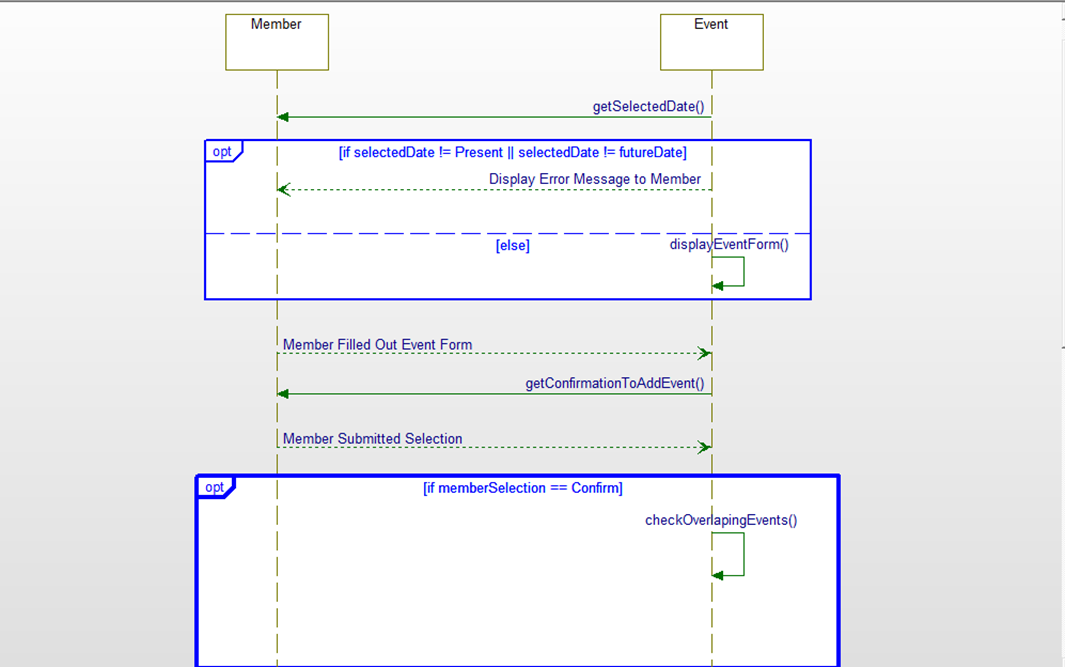 Member
Event
getSelectedDate()
opt
[if selectedDate != Present || selectedDate != futureDate]
Display Error Message to Member
[else]
displayEventForm()
Member Filled Out Event Form
getConfirmationToAddEvent()
Member Submitted Selection
opt
[if memberSelection == Confirm]
checkOverlapingEvents()